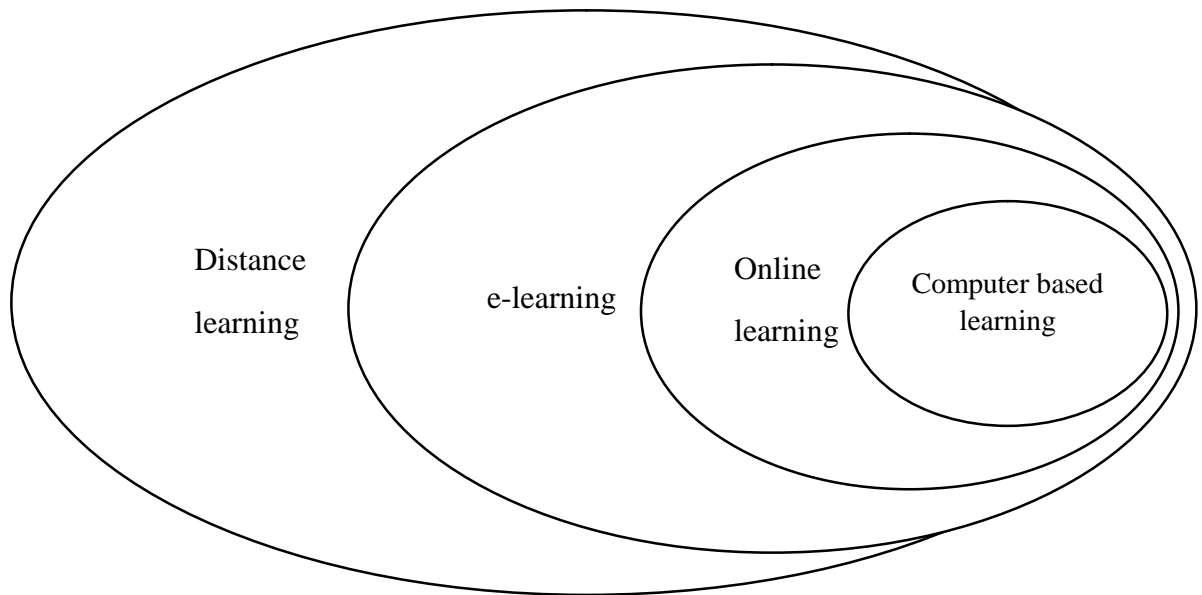 Distance
learning
e-learning
Online
learning
Computer based
learning